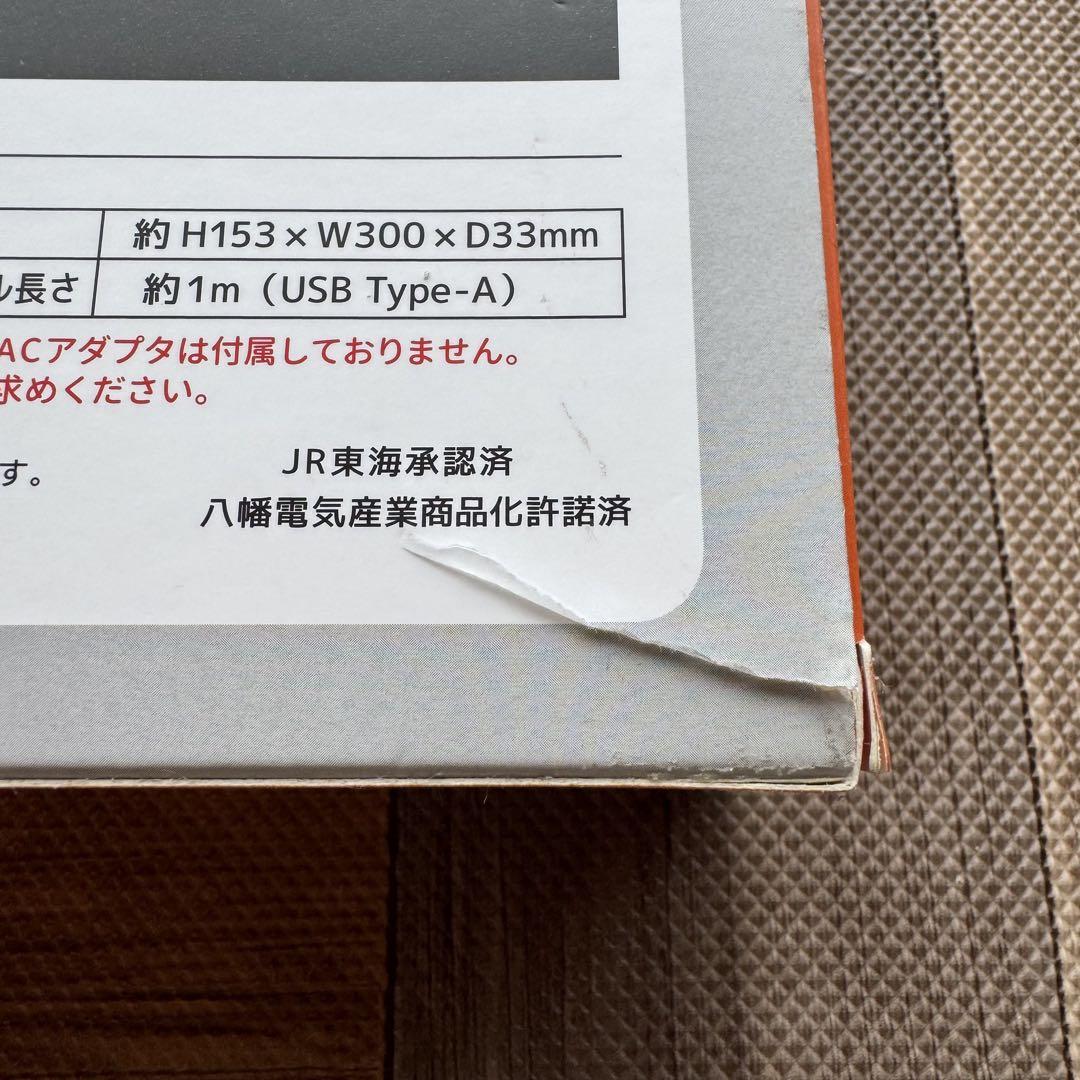 約 H153 × W300 × D33mm
ル長さ 約1m（USB Type-A）
ACアダプタは付属しておりません。
求めください。
す。
JR東海承認済
八幡電気産業商品化許諾済